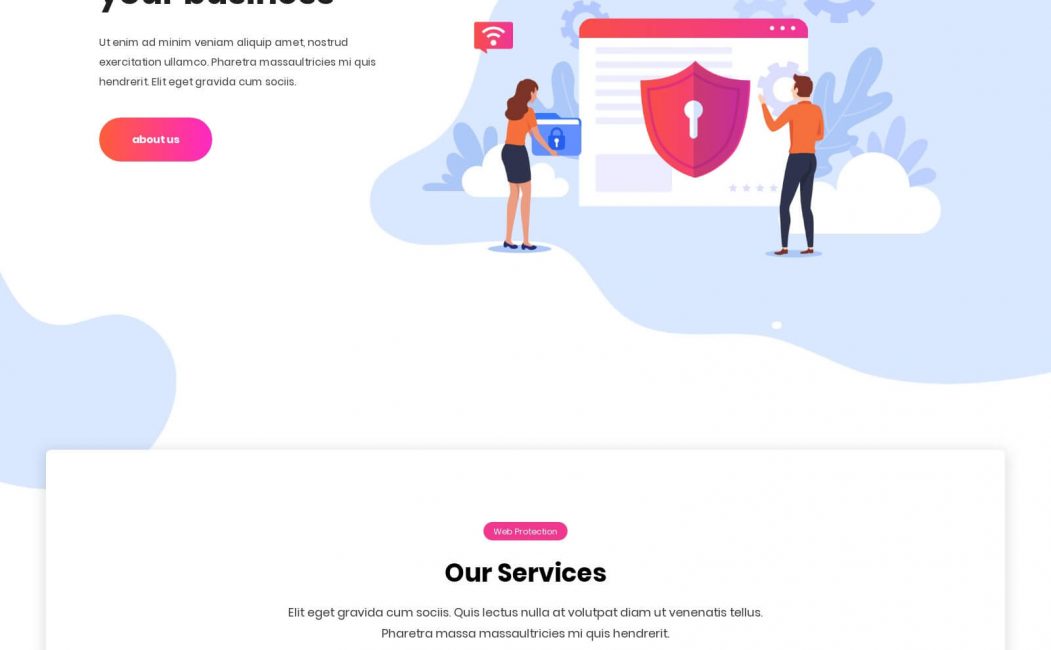 your business
Ut enim ad minim veniam aliquip amet, nostrud
exercitation ullamco. Pharetra massaultricies mi quis
hendrerit. Elit eget gravida cum sociis.
about us
Web Protection
Our Services
Elit eget gravida cum sociis. Quis lectus nulla at volutpat diam ut venenatis tellus.
Pharetra massa massaultricies mi quis hendrerit.